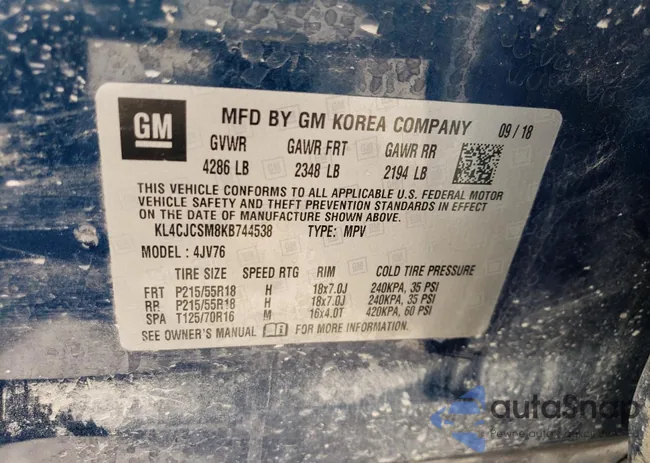 GM
MFD BY GM KOREA COMPANY 09/18
GVWR GAWR FRT GAWR RR
4286 LB 2348 LB 2194 LB
THIS VEHICLE CONFORMS TO ALL APPLICABLE U.S. FEDERAL MOTOR
VEHICLE SAFETY AND THEFT PREVENTION STANDARDS IN EFFECT
ON THE DATE OF MANUFACTURE SHOWN ABOVE.
KL4CJCSM8KB744538 TYPE: MPV
MODEL : 4JV76
TIRE SIZE SPEED RTG RIM COLD TIRE PRESSURE
FRT P215/55R18 H 18x7.0J 240KPA, 35 PSI
RR P215/55R18 H 18x7.0J 240KPA, 35 PSI
SPA T125/70R16 M 16x4.0T 420KPA, 60 PSI
SEE OWNER'S MANUAL FOR MORE INFORMATION.
autoSnap